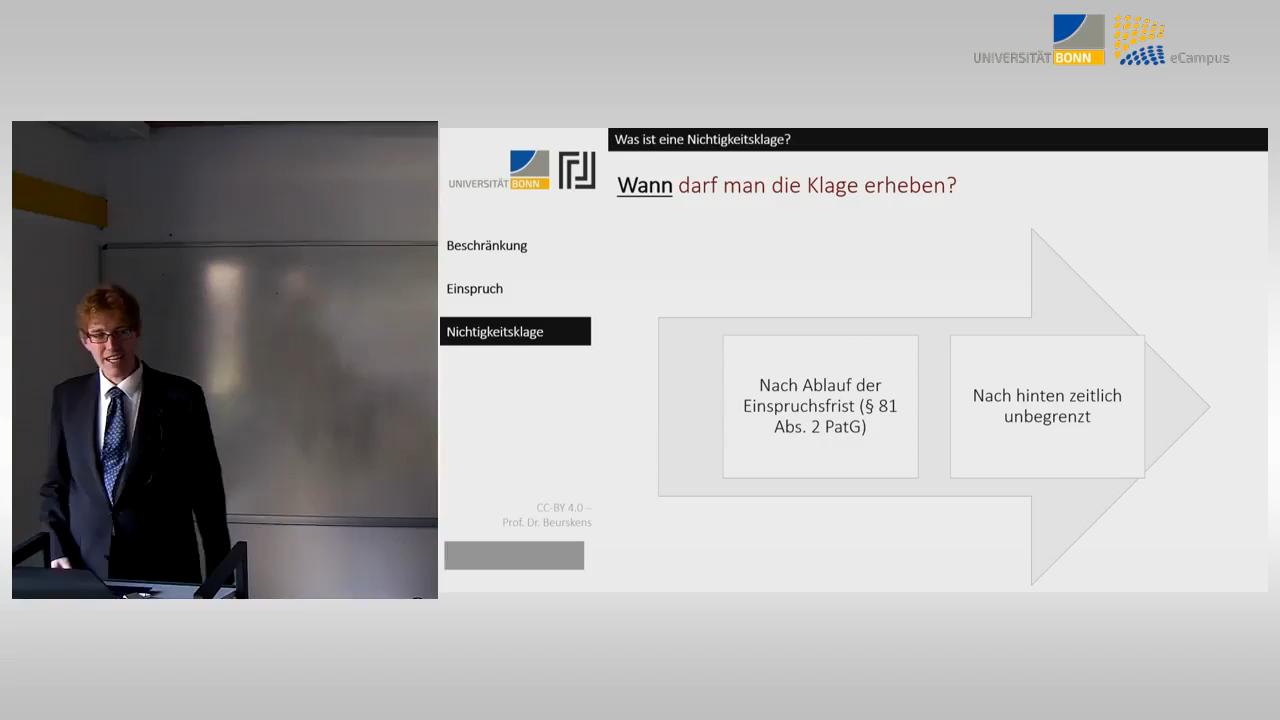 UNIVERSITÄT BONN eCampus
Was ist eine Nichtigkeitsklage?
UNIVERSITÄT BONN
Wann darf man die Klage erheben?
Beschränkung
Einspruch
Nichtigkeitsklage
Nach Ablauf der
Einspruchsfrist (§ 81
Abs. 2 PatG)
Nach hinten zeitlich
unbegrenzt
CC-BY 4.0 –
Prof. Dr. Beurskens